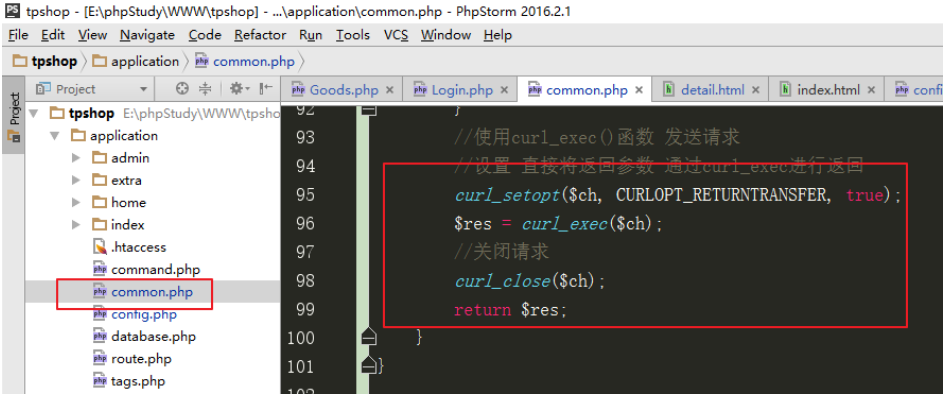 PS tpshop - [E:\phpStudy\WWW\tpshop] - ...\application\common.php - PhpStorm 2016.2.1
File Edit View Navigate Code Refactor Run Tools VCS Window Help
tpshop application common.php
Project Goods.php × Login.php × common.php × detail.html × index.html × confi
Project
tpshop E:\phpStudy\WWW\tpsho
application
admin
extra
home
index
.htaccess
command.php
common.php
config.php
database.php
route.php
tags.php
92 }
93 //使用curl_exec()函数 发送请求
94 //设置 直接将返回参数 通过curl_exec进行返回
95 curl_setopt($ch, CURLOPT_RETURNTRANSFER, true);
96 $res = curl_exec($ch);
97 //关闭请求
98 curl_close($ch);
99 return $res;
100 }
101 }
102